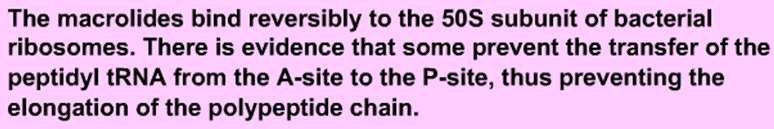 The macrolides bind reversibly to the 50S subunit of bacterial
ribosomes. There is evidence that some prevent the transfer of the
peptidyl tRNA from the A-site to the P-site, thus preventing the
elongation of the polypeptide chain.